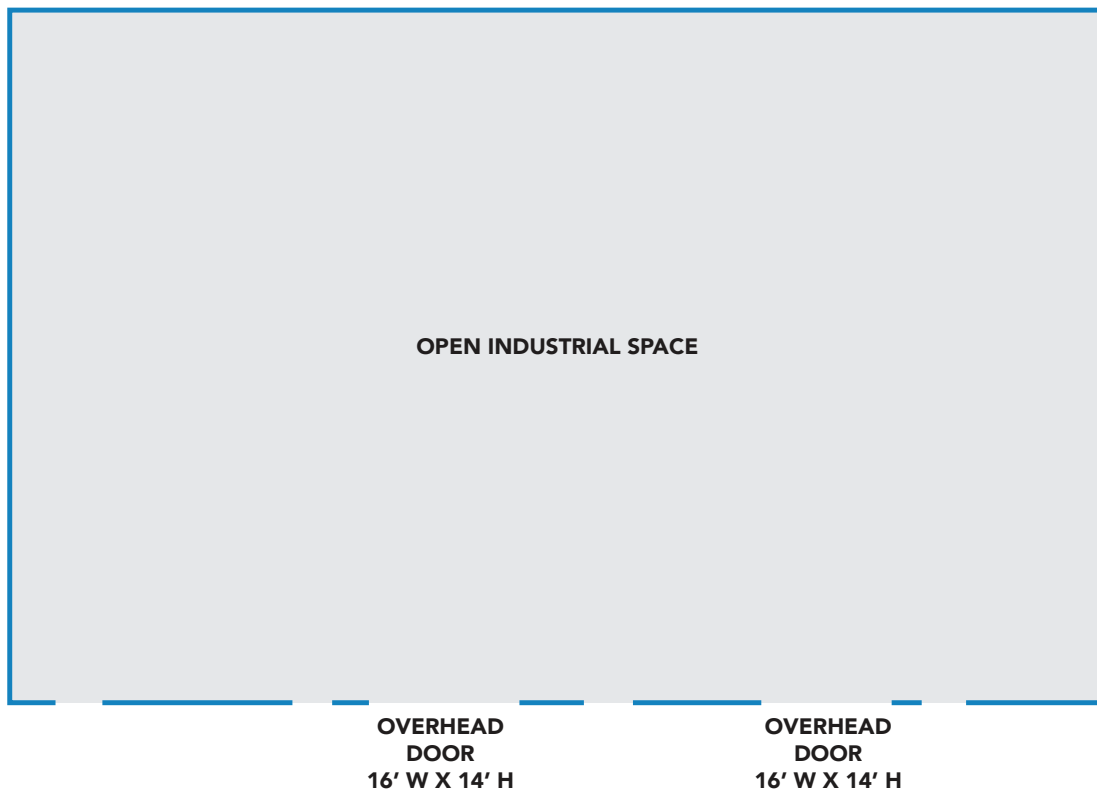 OPEN INDUSTRIAL SPACE
OVERHEAD
DOOR
16’ W X 14’ H
OVERHEAD
DOOR
16’ W X 14’ H